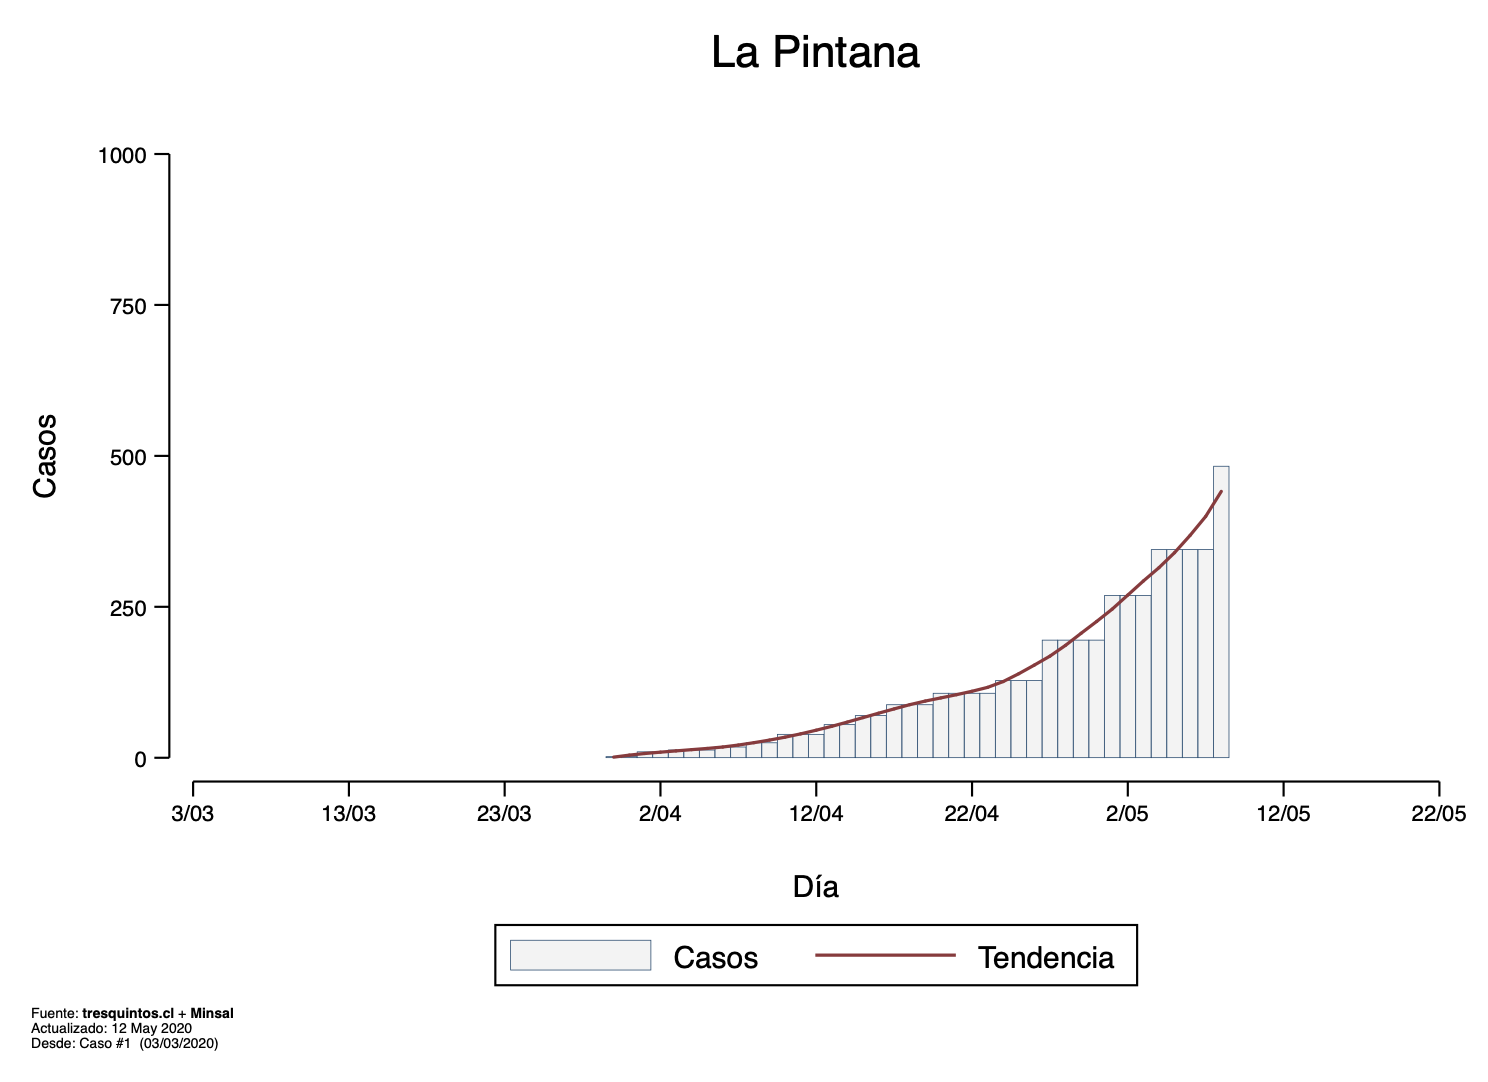 La Pintana
1000
750
500
250
0
Casos
3/03 13/03 23/03 2/04 12/04 22/04 2/05 12/05 22/05
Día
Casos Tendencia
Fuente: tresquintos.cl + Minsal
Actualizado: 12 May 2020
Desde: Caso #1 (03/03/2020)